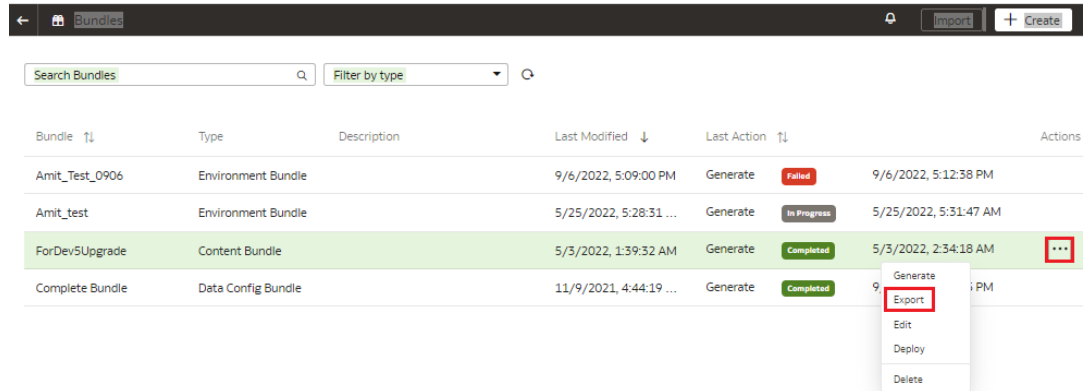 Bundles Import + Create
Search Bundles Filter by type
Bundle Type Description Last Modified Last Action Actions
Amit_Test_0906 Environment Bundle 9/6/2022, 5:09:00 PM Generate Failed 9/6/2022, 5:12:38 PM
Amit_test Environment Bundle 5/25/2022, 5:28:31 ... Generate In Progress 5/25/2022, 5:31:47 AM
ForDev5Upgrade Content Bundle 5/3/2022, 1:39:32 AM Generate Completed 5/3/2022, 2:34:18 AM ...
Generate
Complete Bundle Data Config Bundle 11/9/2021, 4:44:19 ... Generate Completed 9 PM
Export
Edit
Deploy
Delete